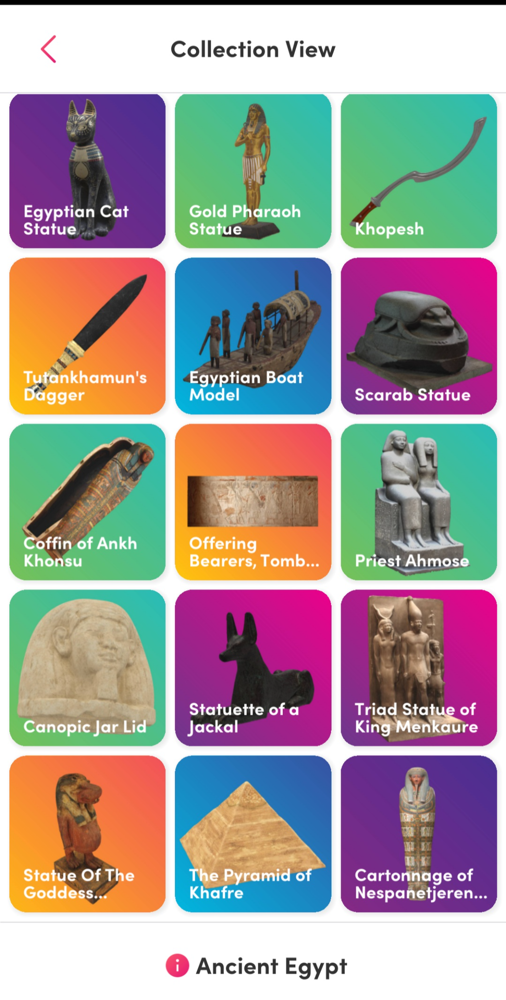 Collection View
Egyptian Cat
Statue
Gold Pharaoh
Statue
Khopesh
Tutankhamun's
Dagger
Egyptian Boat
Model
Scarab Statue
Coffin of Ankh
Khonsu
Offering
Bearers, Tomb...
Priest Ahmose
Canopic Jar Lid
Statuette of a
Jackal
Triad Statue of
King Menkaure
Statue Of The
Goddess...
The Pyramid of
Khafre
Cartonnage of
Nespanetjeren...
i Ancient Egypt